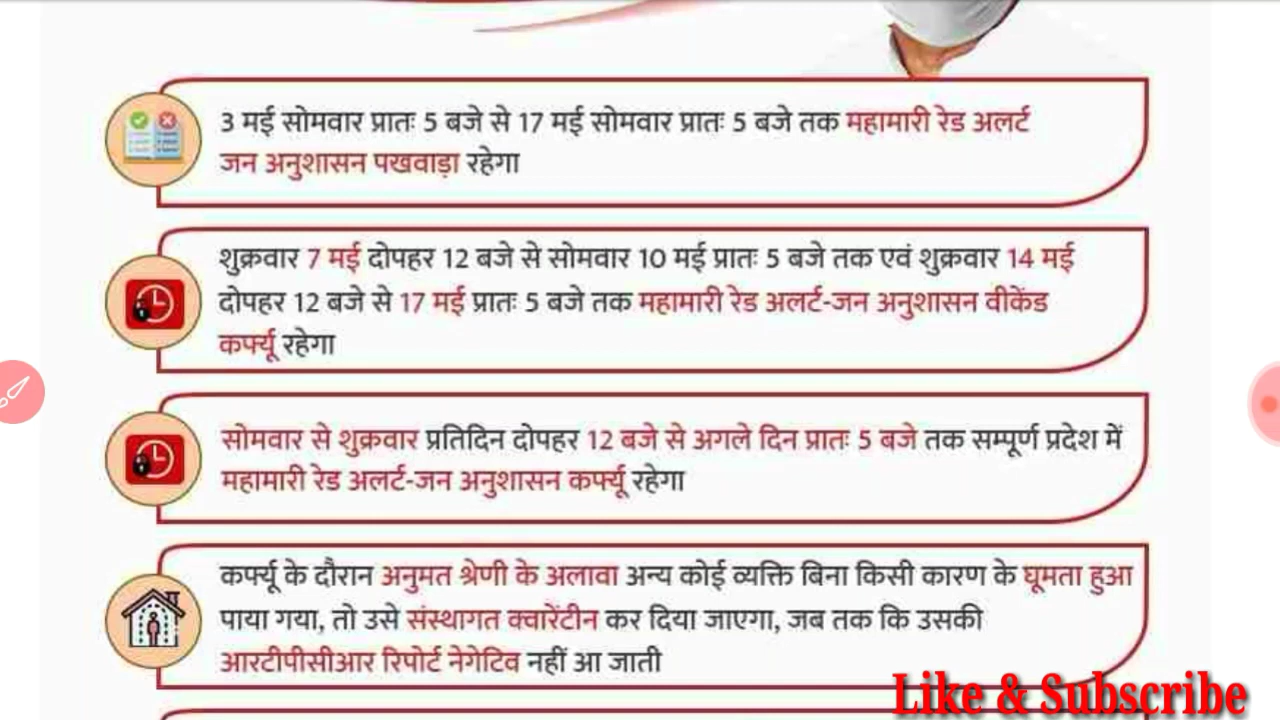 3 मई सोमवार प्रातः 5 बजे से 17 मई सोमवार प्रातः 5 बजे तक महामारी रेड अलर्ट
जन अनुशासन पखवाड़ा रहेगा
शुक्रवार 7 मई दोपहर 12 बजे से सोमवार 10 मई प्रातः 5 बजे तक एवं शुक्रवार 14 मई
दोपहर 12 बजे से 17 मई प्रातः 5 बजे तक महामारी रेड अलर्ट-जन अनुशासन वीकेंड
कर्फ्यू रहेगा
सोमवार से शुक्रवार प्रतिदिन दोपहर 12 बजे से अगले दिन प्रातः 5 बजे तक सम्पूर्ण प्रदेश में
महामारी रेड अलर्ट-जन अनुशासन कर्फ्यू रहेगा
कर्फ्यू के दौरान अनुमत श्रेणी के अलावा अन्य कोई व्यक्ति बिना किसी कारण के घूमता हुआ
पाया गया, तो उसे संस्थागत क्वारेंटीन कर दिया जाएगा, जब तक कि उसकी
आरटीपीसीआर रिपोर्ट नेगेटिव नहीं आ जाती
Like & Subscribe